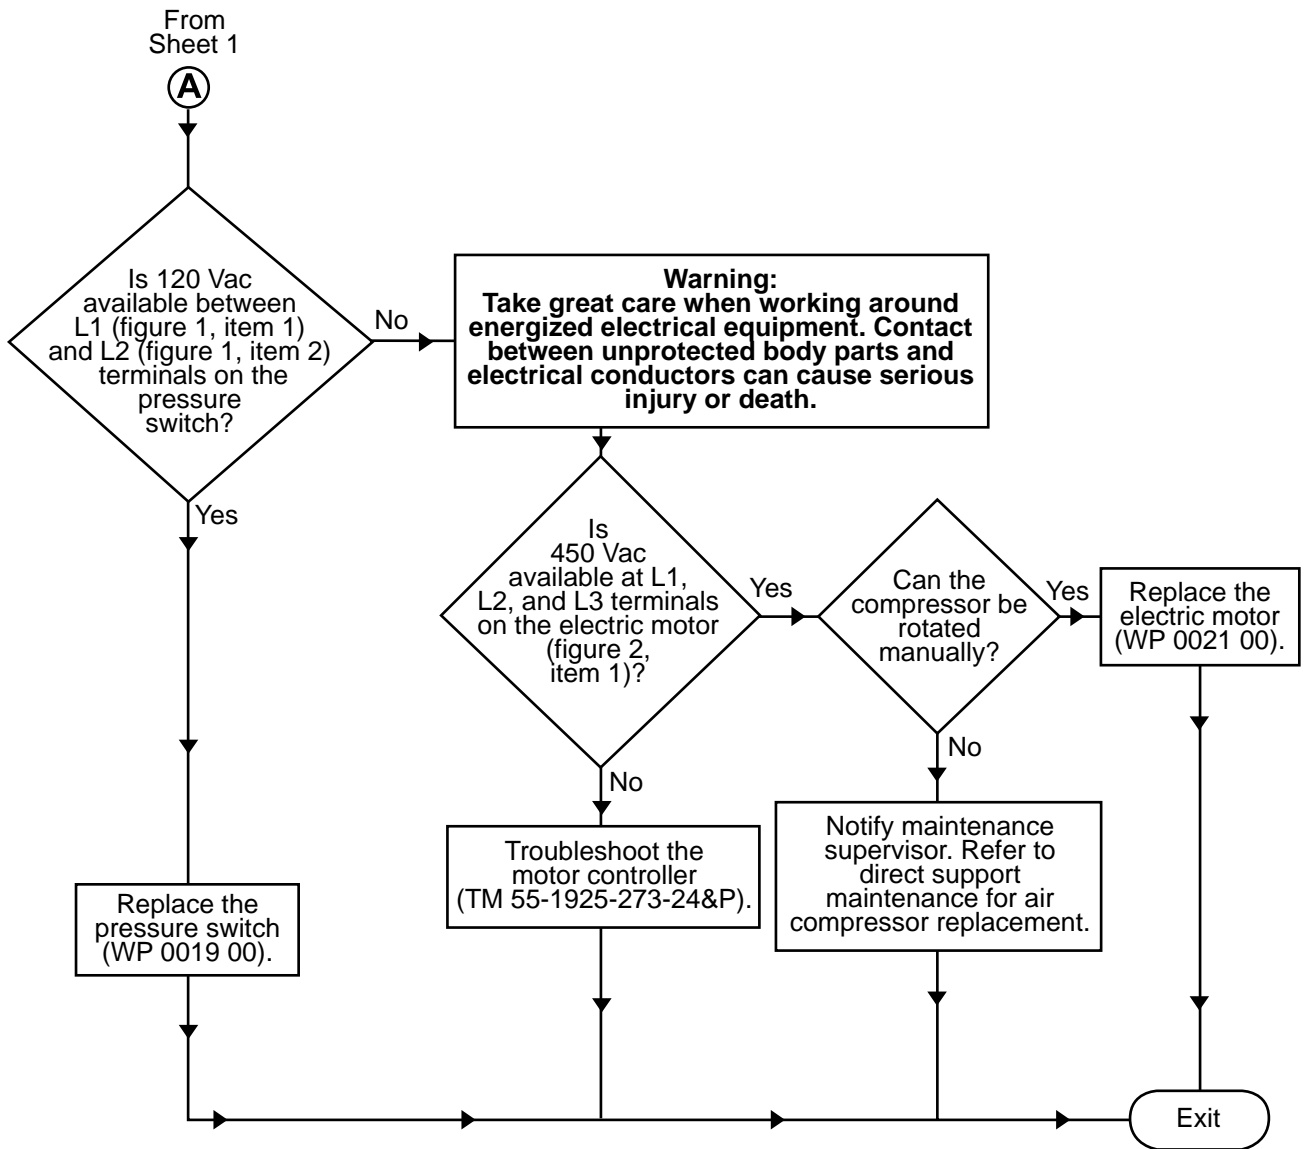 From
Sheet 1
A
Is 120 Vac
available between
L1 (figure 1, item 1)
and L2 (figure 1, item 2)
terminals on the
pressure
switch?
No
Warning:
Take great care when working around
energized electrical equipment. Contact
between unprotected body parts and
electrical conductors can cause serious
injury or death.
Yes
Is
450 Vac
available at L1,
L2, and L3 terminals
on the electric motor
(figure 2,
item 1)?
Yes
Can the
compressor be
rotated
manually?
Yes
Replace the
electric motor
(WP 0021 00).
No
No
Troubleshoot the
motor controller
(TM 55-1925-273-24&P).
Notify maintenance
supervisor. Refer to
direct support
maintenance for air
compressor replacement.
Replace the
pressure switch
(WP 0019 00).
Exit